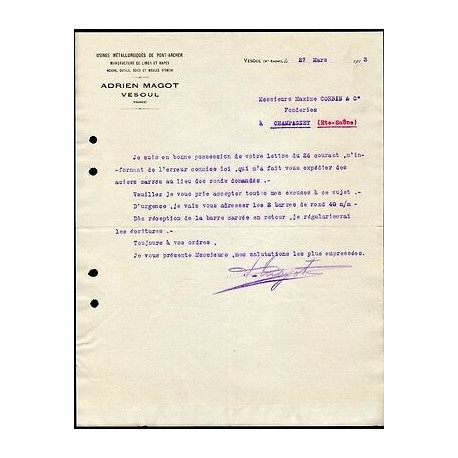 USINES MÉTALLURGIQUES DE PONT-ARCHER
MANUFACTURE DE LIMES ET RAPES
ADRIEN MAGOT
VESOUL
(FRANCE)
VESOUL (Hte-SAÔNE), LE 27 Mars 1913
Messieurs Maxime CORBIN & C°
Fonderies
à CHAMPAGNEY (Hte-Saône)
Je suis en bonne possession de votre lettre du 26 courant, m'in-
formant de l'erreur commise ici, qui m'a fait vous expédier des
aciers carrés au lieu des ronds demandés .-
Veuillez je vous prie accepter toutes mes excuses à ce sujet .-
D'urgence, je vais vous adresser les 2 barres de rond 40 m/m -
Dès réception de la barre carrée en retour, je régulariserai
les écritures .-
Toujours à vos ordres,
Je vous présente Messieurs, mes salutations les plus empressées.